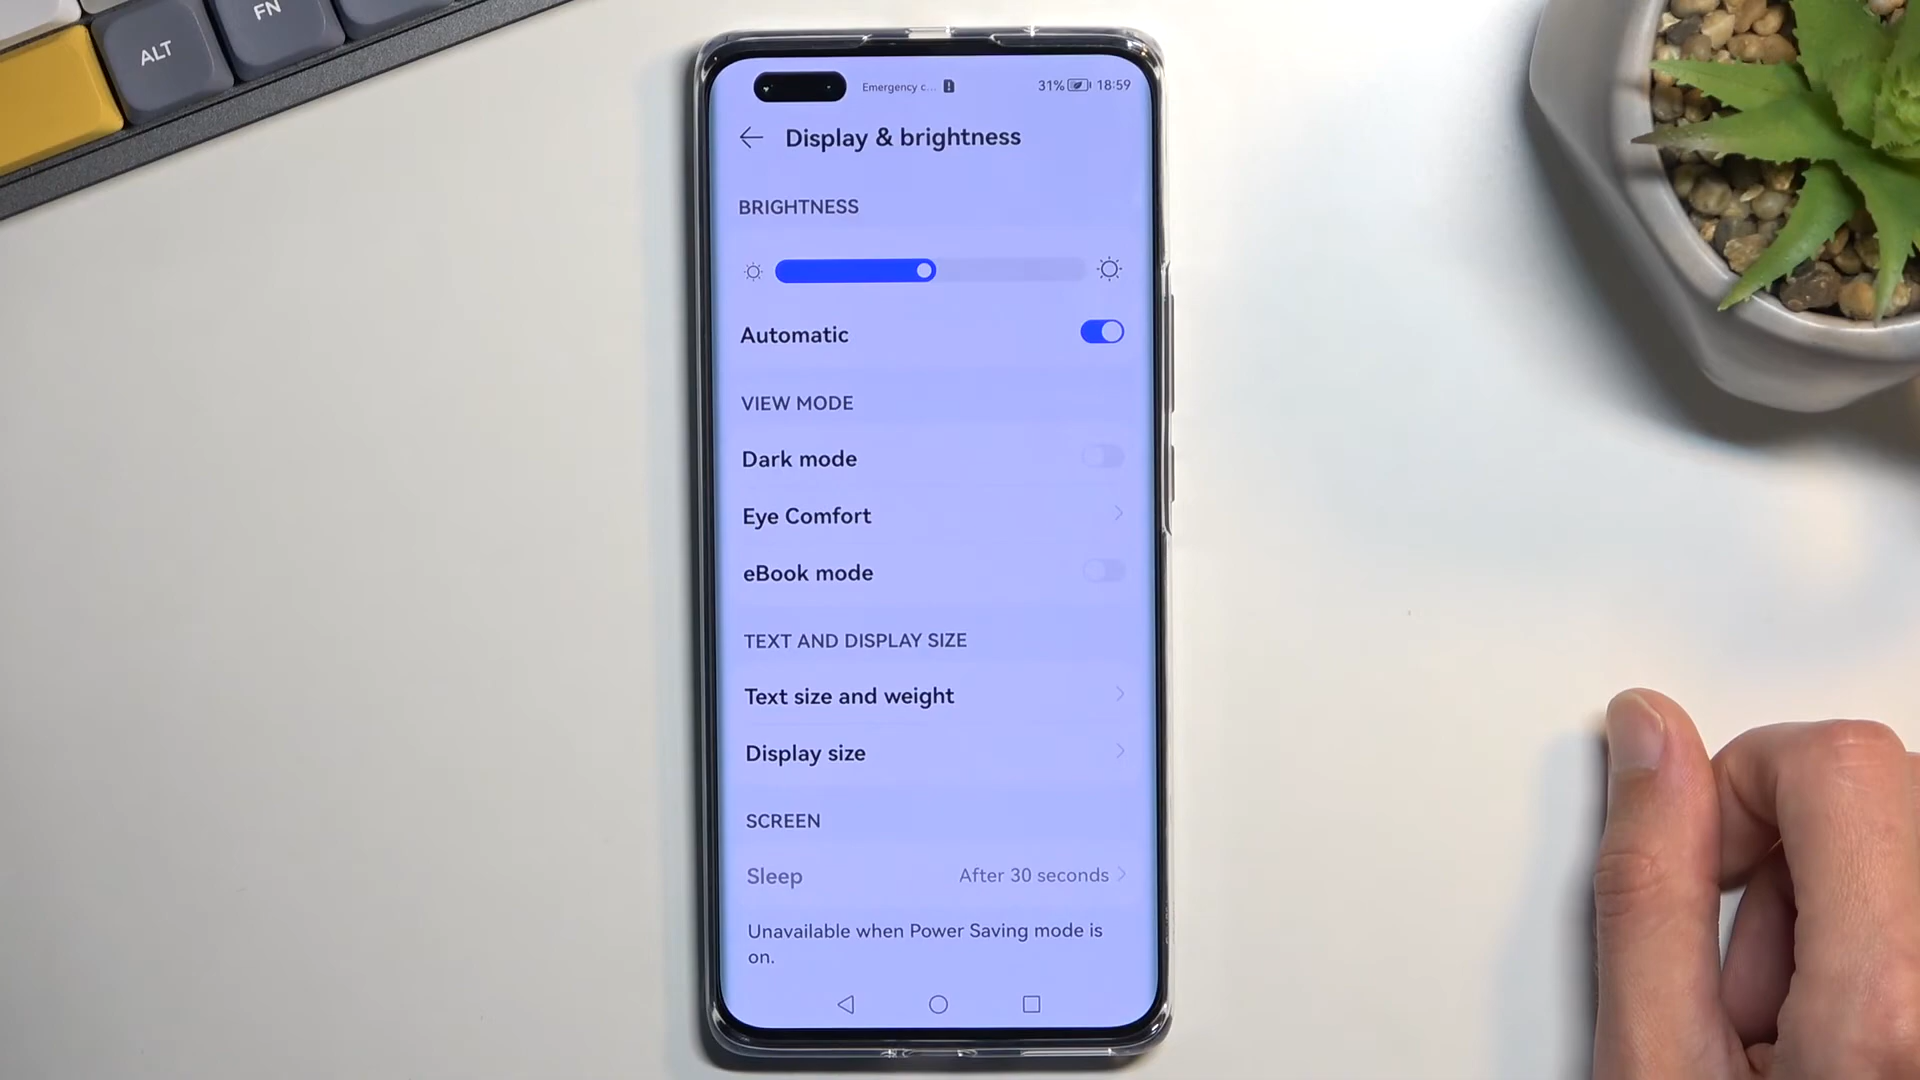 FN
ALT
Emergency c...
31% 18:59
Display & brightness
BRIGHTNESS
Automatic
VIEW MODE
Dark mode
Eye Comfort
eBook mode
TEXT AND DISPLAY SIZE
Text size and weight
Display size
SCREEN
Sleep After 30 seconds
Unavailable when Power Saving mode is
on.